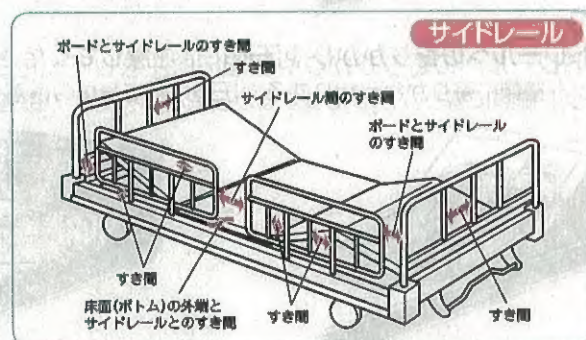 サイドレール
ボードとサイドレールのすき間
すき間
サイドレール間のすき間
ボードとサイドレール
のすき間
すき間
床面(ボトム)の外端と
サイドレールとのすき間
すき間
すき間